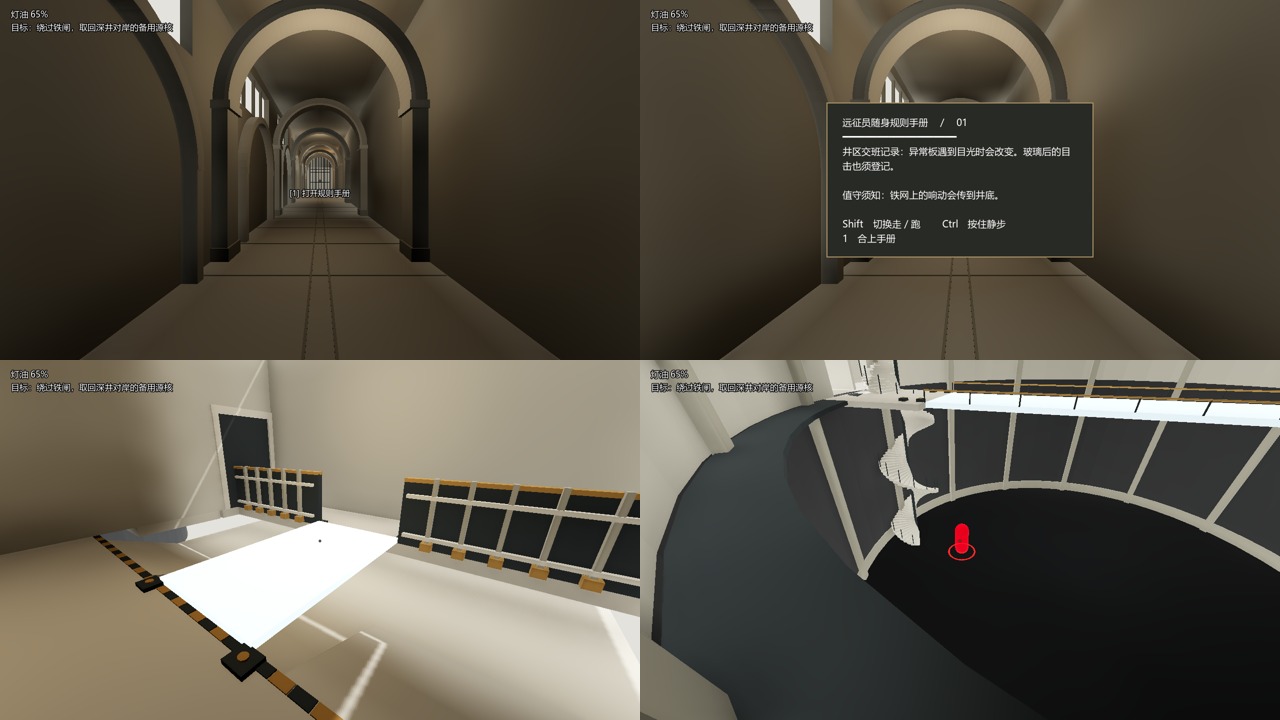 灯油 65%
目标：绕过铁闸，取回深井对岸的备用源核
[1] 打开规则手册
灯油 65%
目标：绕过铁闸，取回深井对岸的备用源核
远征员随身规则手册 / 01
井区交班记录：异常板遇到目光时会改变。玻璃后的目
击也须登记。
值守须知：铁网上的响动会传到井底。
Shift 切换走 / 跑 Ctrl 按住静步
1 合上手册
灯油 65%
目标：绕过铁闸，取回深井对岸的备用源核
灯油 65%
目标：绕过铁闸，取回深井对岸的备用源核